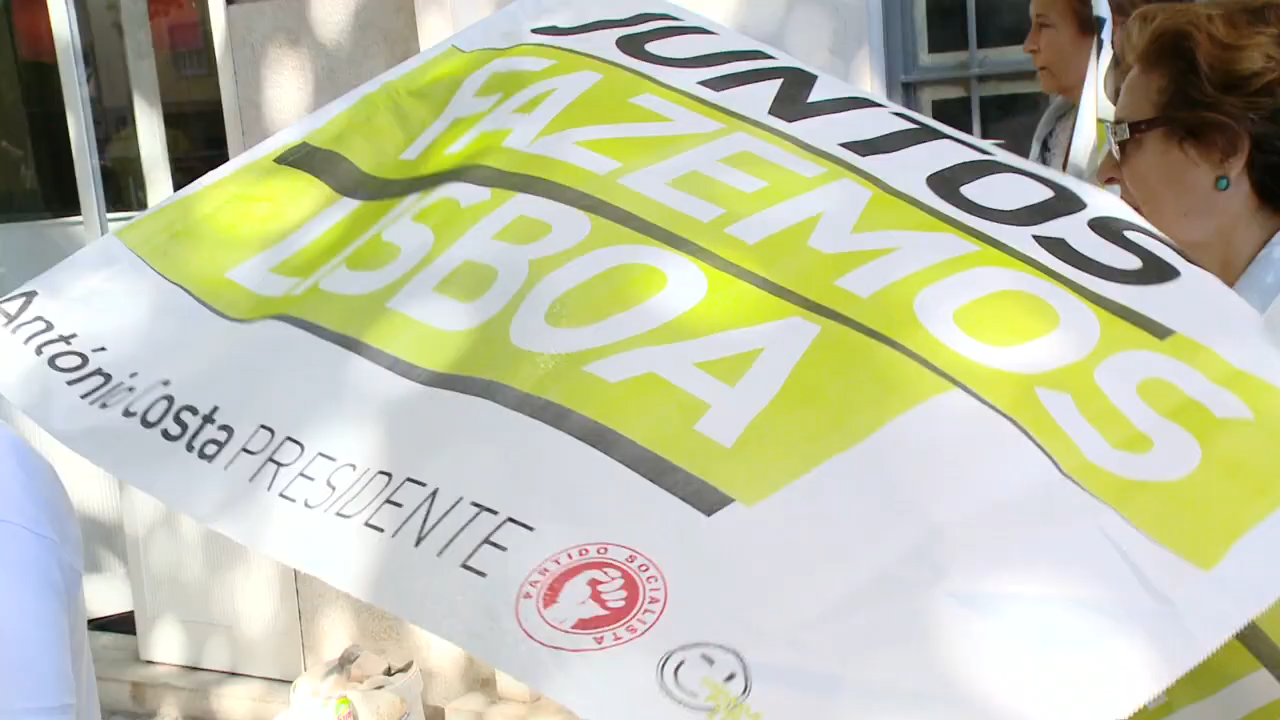 JUNTOS
FAZEMOS
LISBOA
António Costa PRESIDENTE
PARTIDO SOCIALISTA